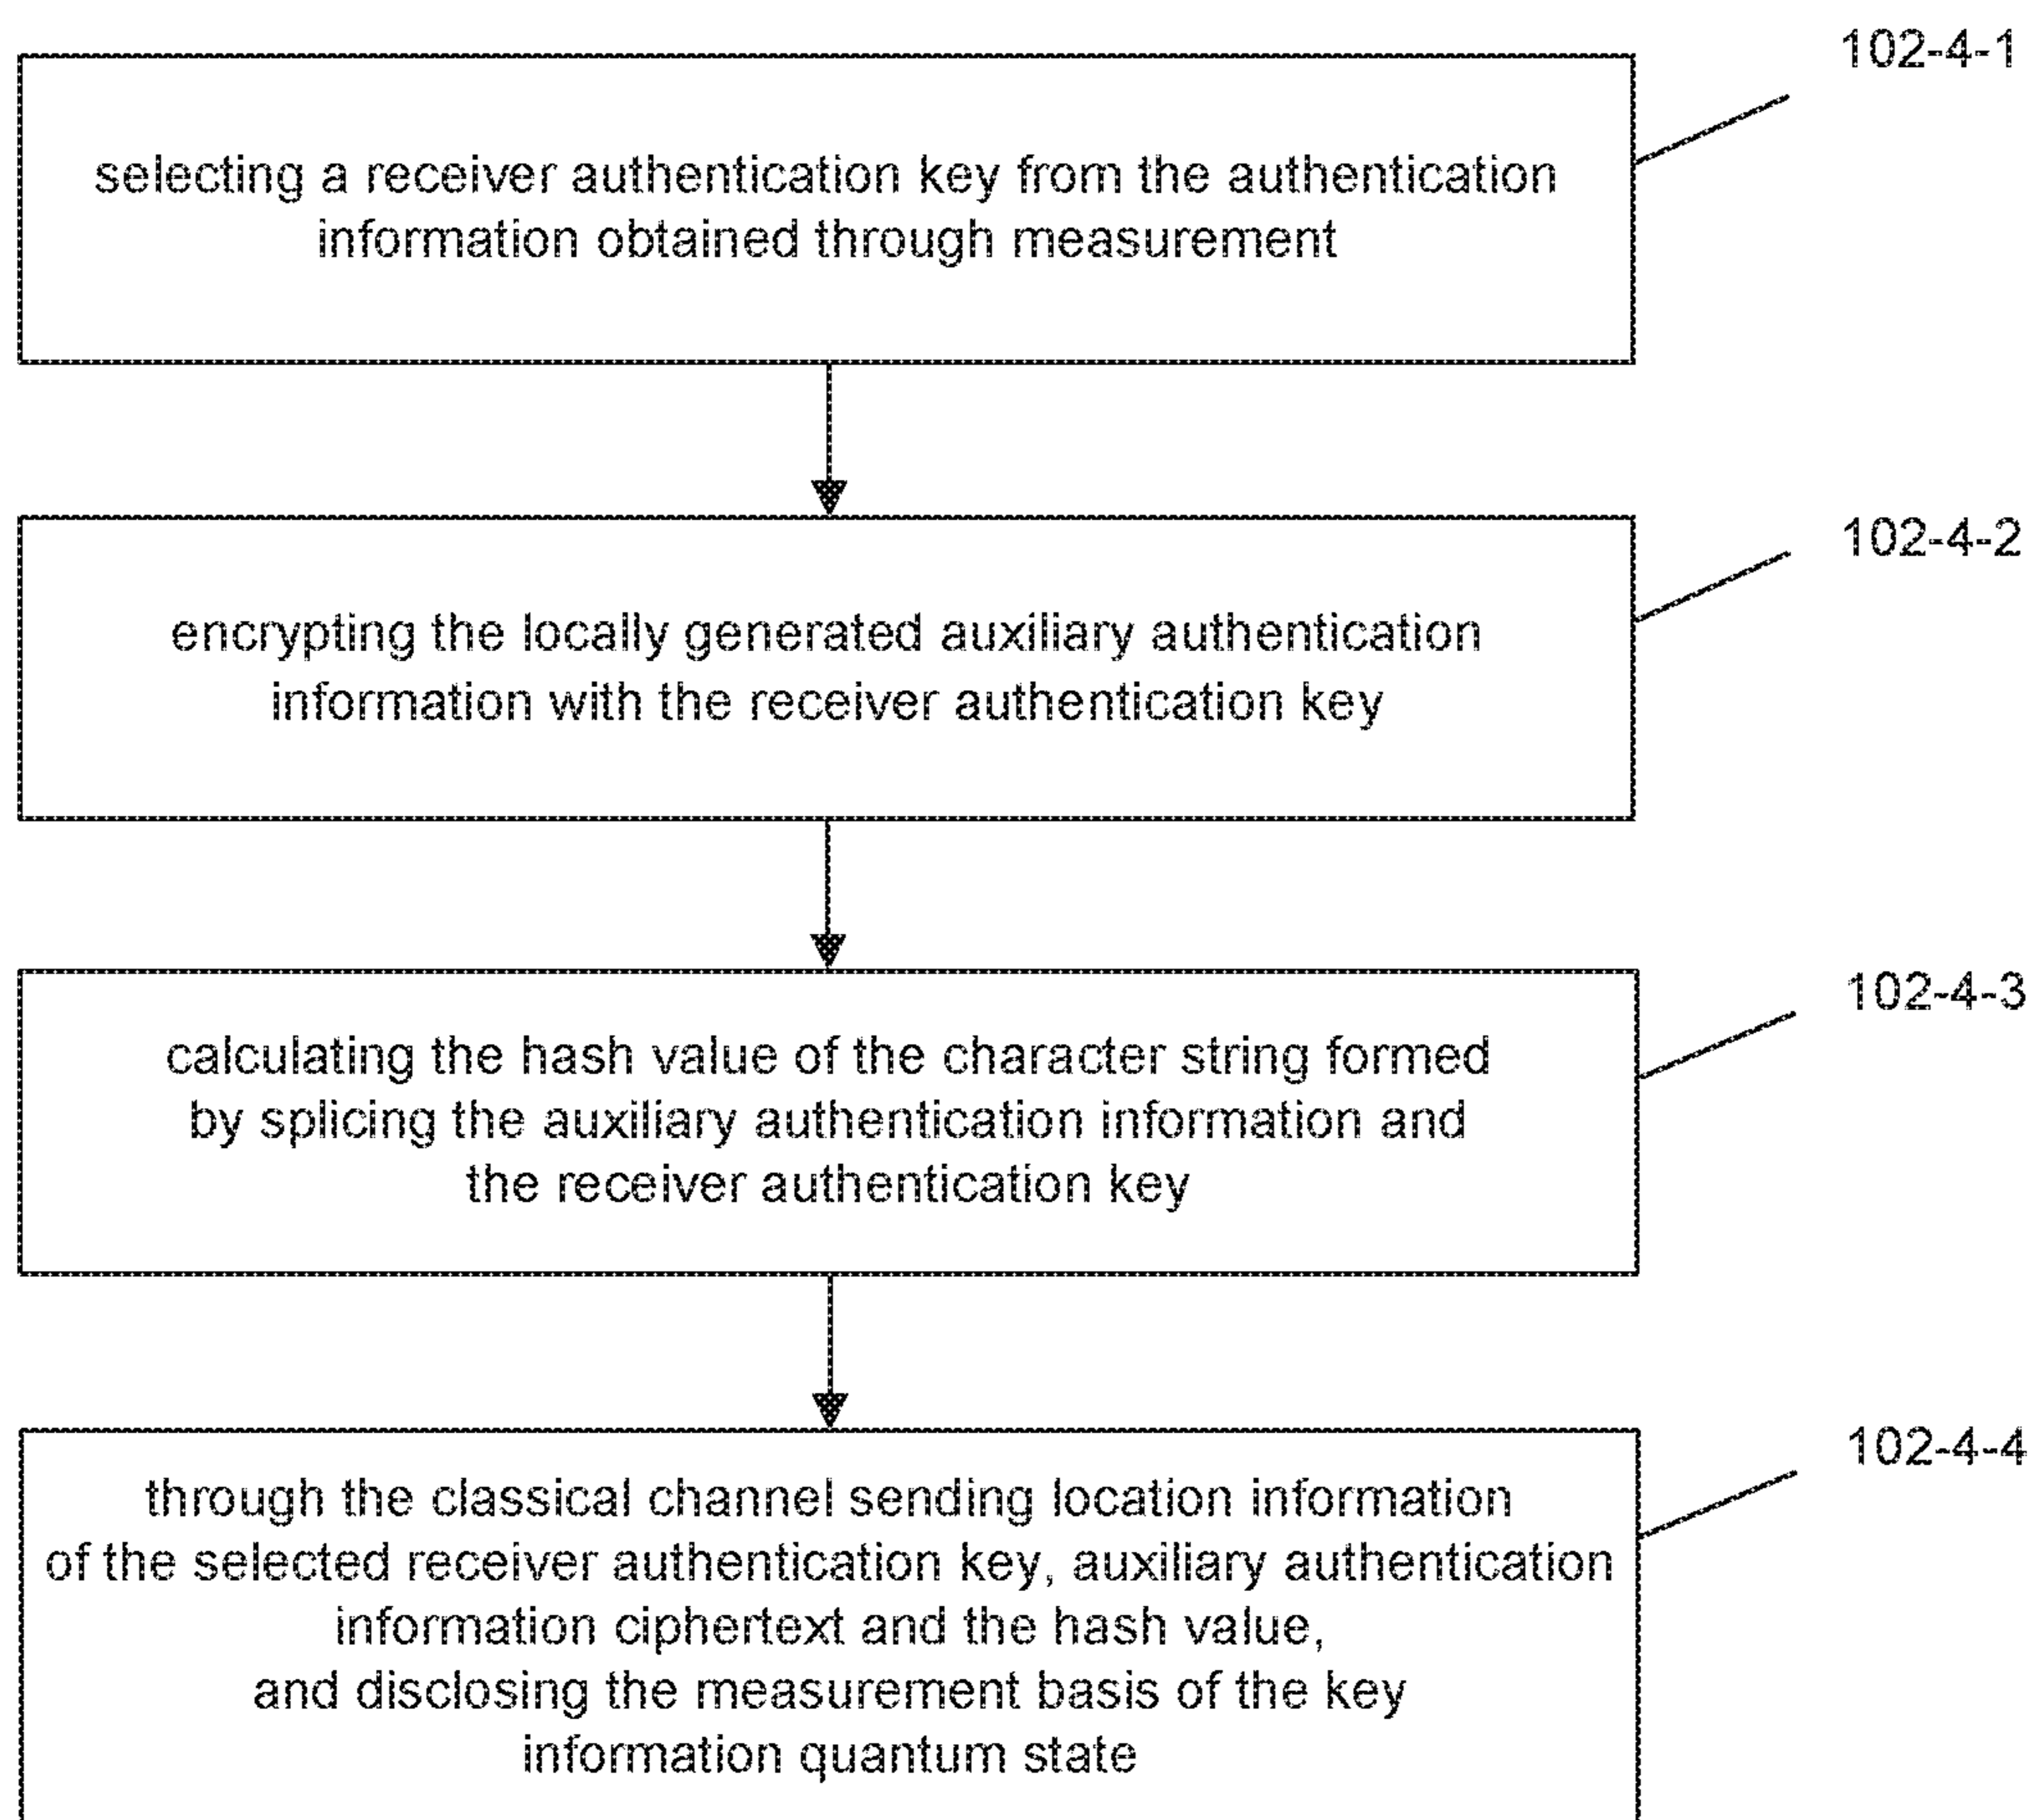 102-4-1
selecting a receiver authentication key from the authentication
information obtained through measurement
102-4-2
encrypting the locally generated auxiliary authentication
information with the receiver authentication key
102-4-3
calculating the hash value of the character string formed
by splicing the auxiliary authentication information and
the receiver authentication key
102-4-4
through the classical channel sending location information
of the selected receiver authentication key, auxiliary authentication
information ciphertext and the hash value,
and disclosing the measurement basis of the key
information quantum state